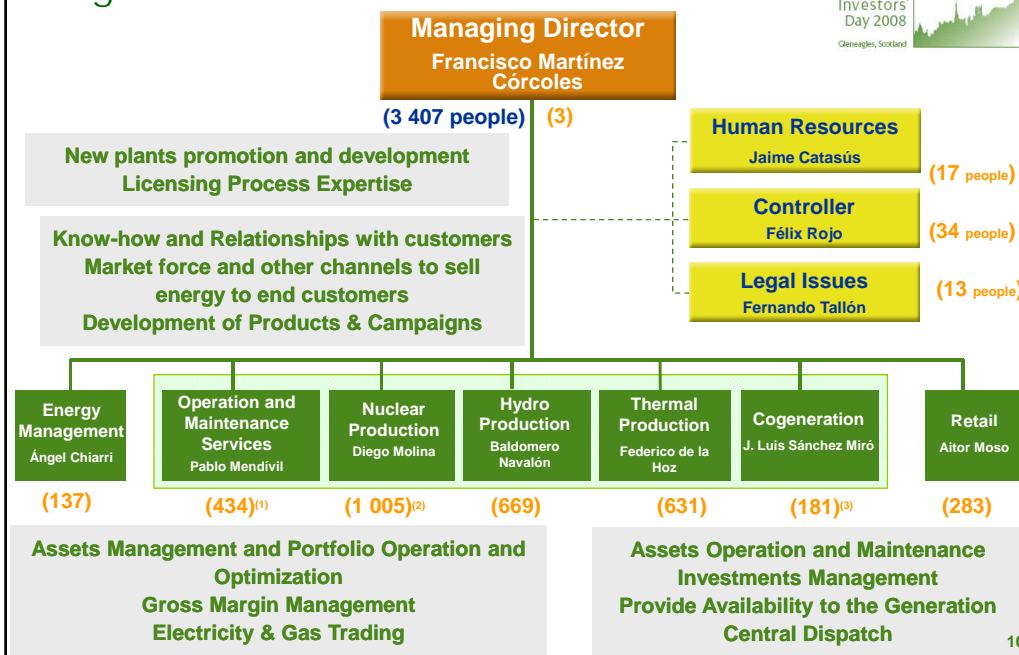 Investors'
Day 2008
Gleneagles, Scotland
Managing Director
Francisco Martínez
Córcoles
(3 407 people) (3)
Human Resources
Jaime Catasús
(17 people)
New plants promotion and development
Licensing Process Expertise
Controller
Félix Rojo
(34 people)
Know-how and Relationships with customers
Market force and other channels to sell
energy to end customers
Development of Products & Campaigns
Legal Issues
Fernando Tallón
(13 people)
Energy
Management
Ángel Chiarri
(137)
Operation and
Maintenance
Services
Pablo Mendívil
(434)(1)
Nuclear
Production
Diego Molina
(1 005)(2)
Hydro
Production
Baldomero
Navalón
(669)
Thermal
Production
Federico de la
Hoz
(631)
Cogeneration
J. Luis Sánchez Miró
(181)(3)
Retail
Aitor Moso
(283)
Assets Management and Portfolio Operation and
Optimization
Gross Margin Management
Electricity & Gas Trading
Assets Operation and Maintenance
Investments Management
Provide Availability to the Generation
Central Dispatch